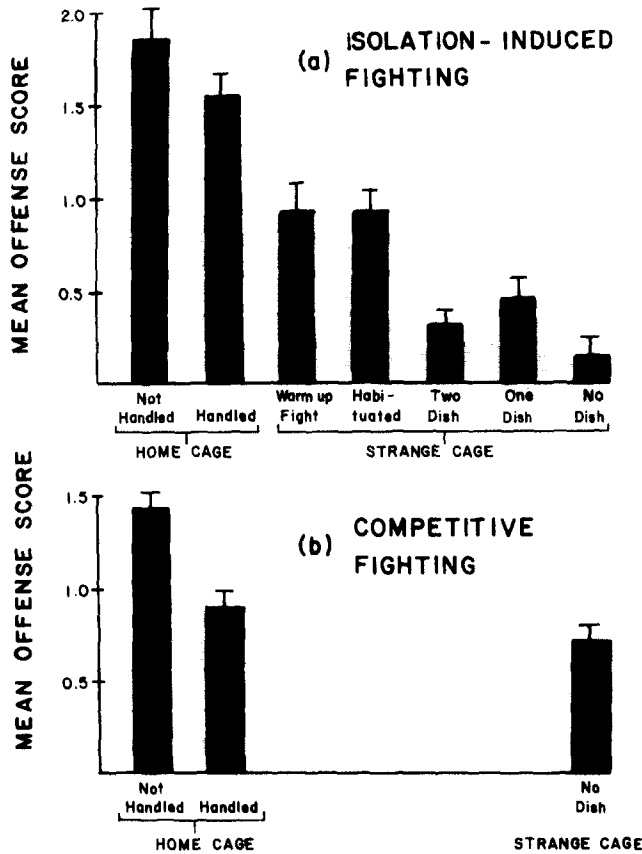 MEAN OFFENSE SCORE
2.0
1.5
1.0
0.5
(a) ISOLATION - INDUCED
FIGHTING
Not Handled Warm up Habi- Two One No
Handled Fight tuated Dish Dish Dish
HOME CAGE STRANGE CAGE
MEAN OFFENSE SCORE
1.5
1.0
0.5
(b) COMPETITIVE
FIGHTING
Not No
Handled Handled Dish
HOME CAGE STRANGE CAGE